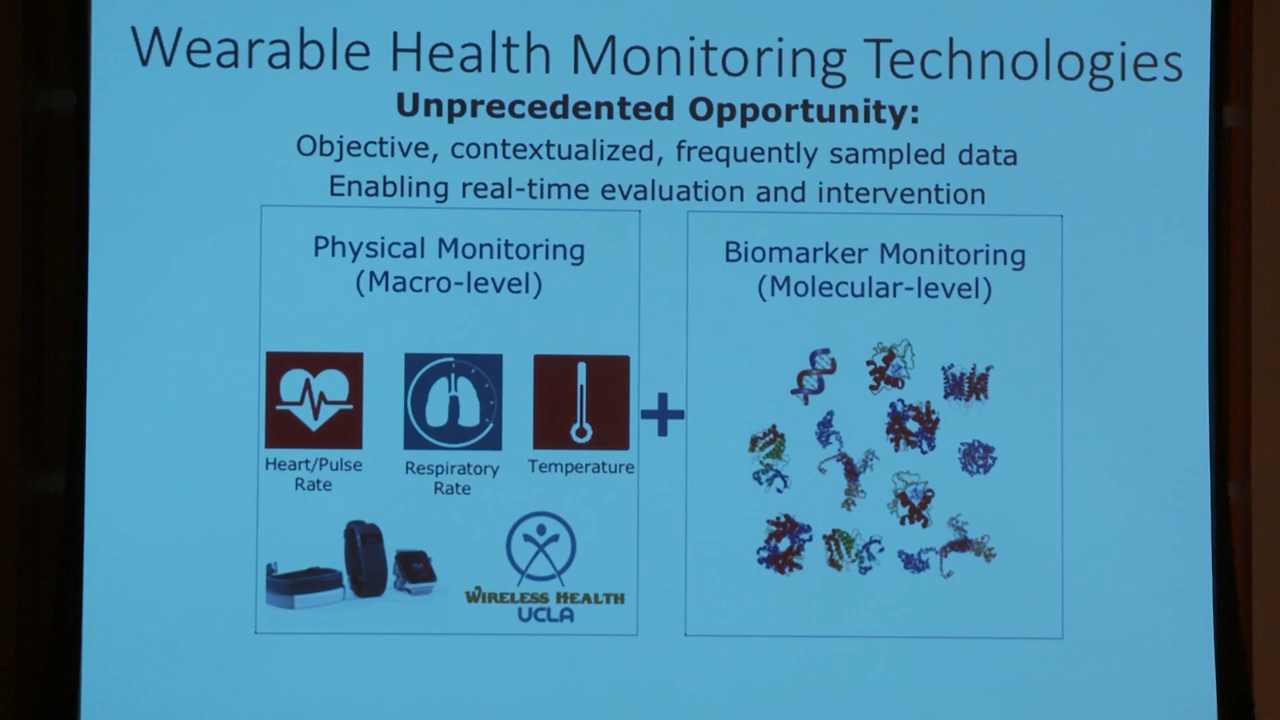 Wearable Health Monitoring Technologies
Unprecedented Opportunity:
Objective, contextualized, frequently sampled data
Enabling real-time evaluation and intervention
Physical Monitoring
(Macro-level)
Heart/Pulse
Rate
Respiratory
Rate
Temperature
WIRELESS HEALTH
UCLA
+
Biomarker Monitoring
(Molecular-level)